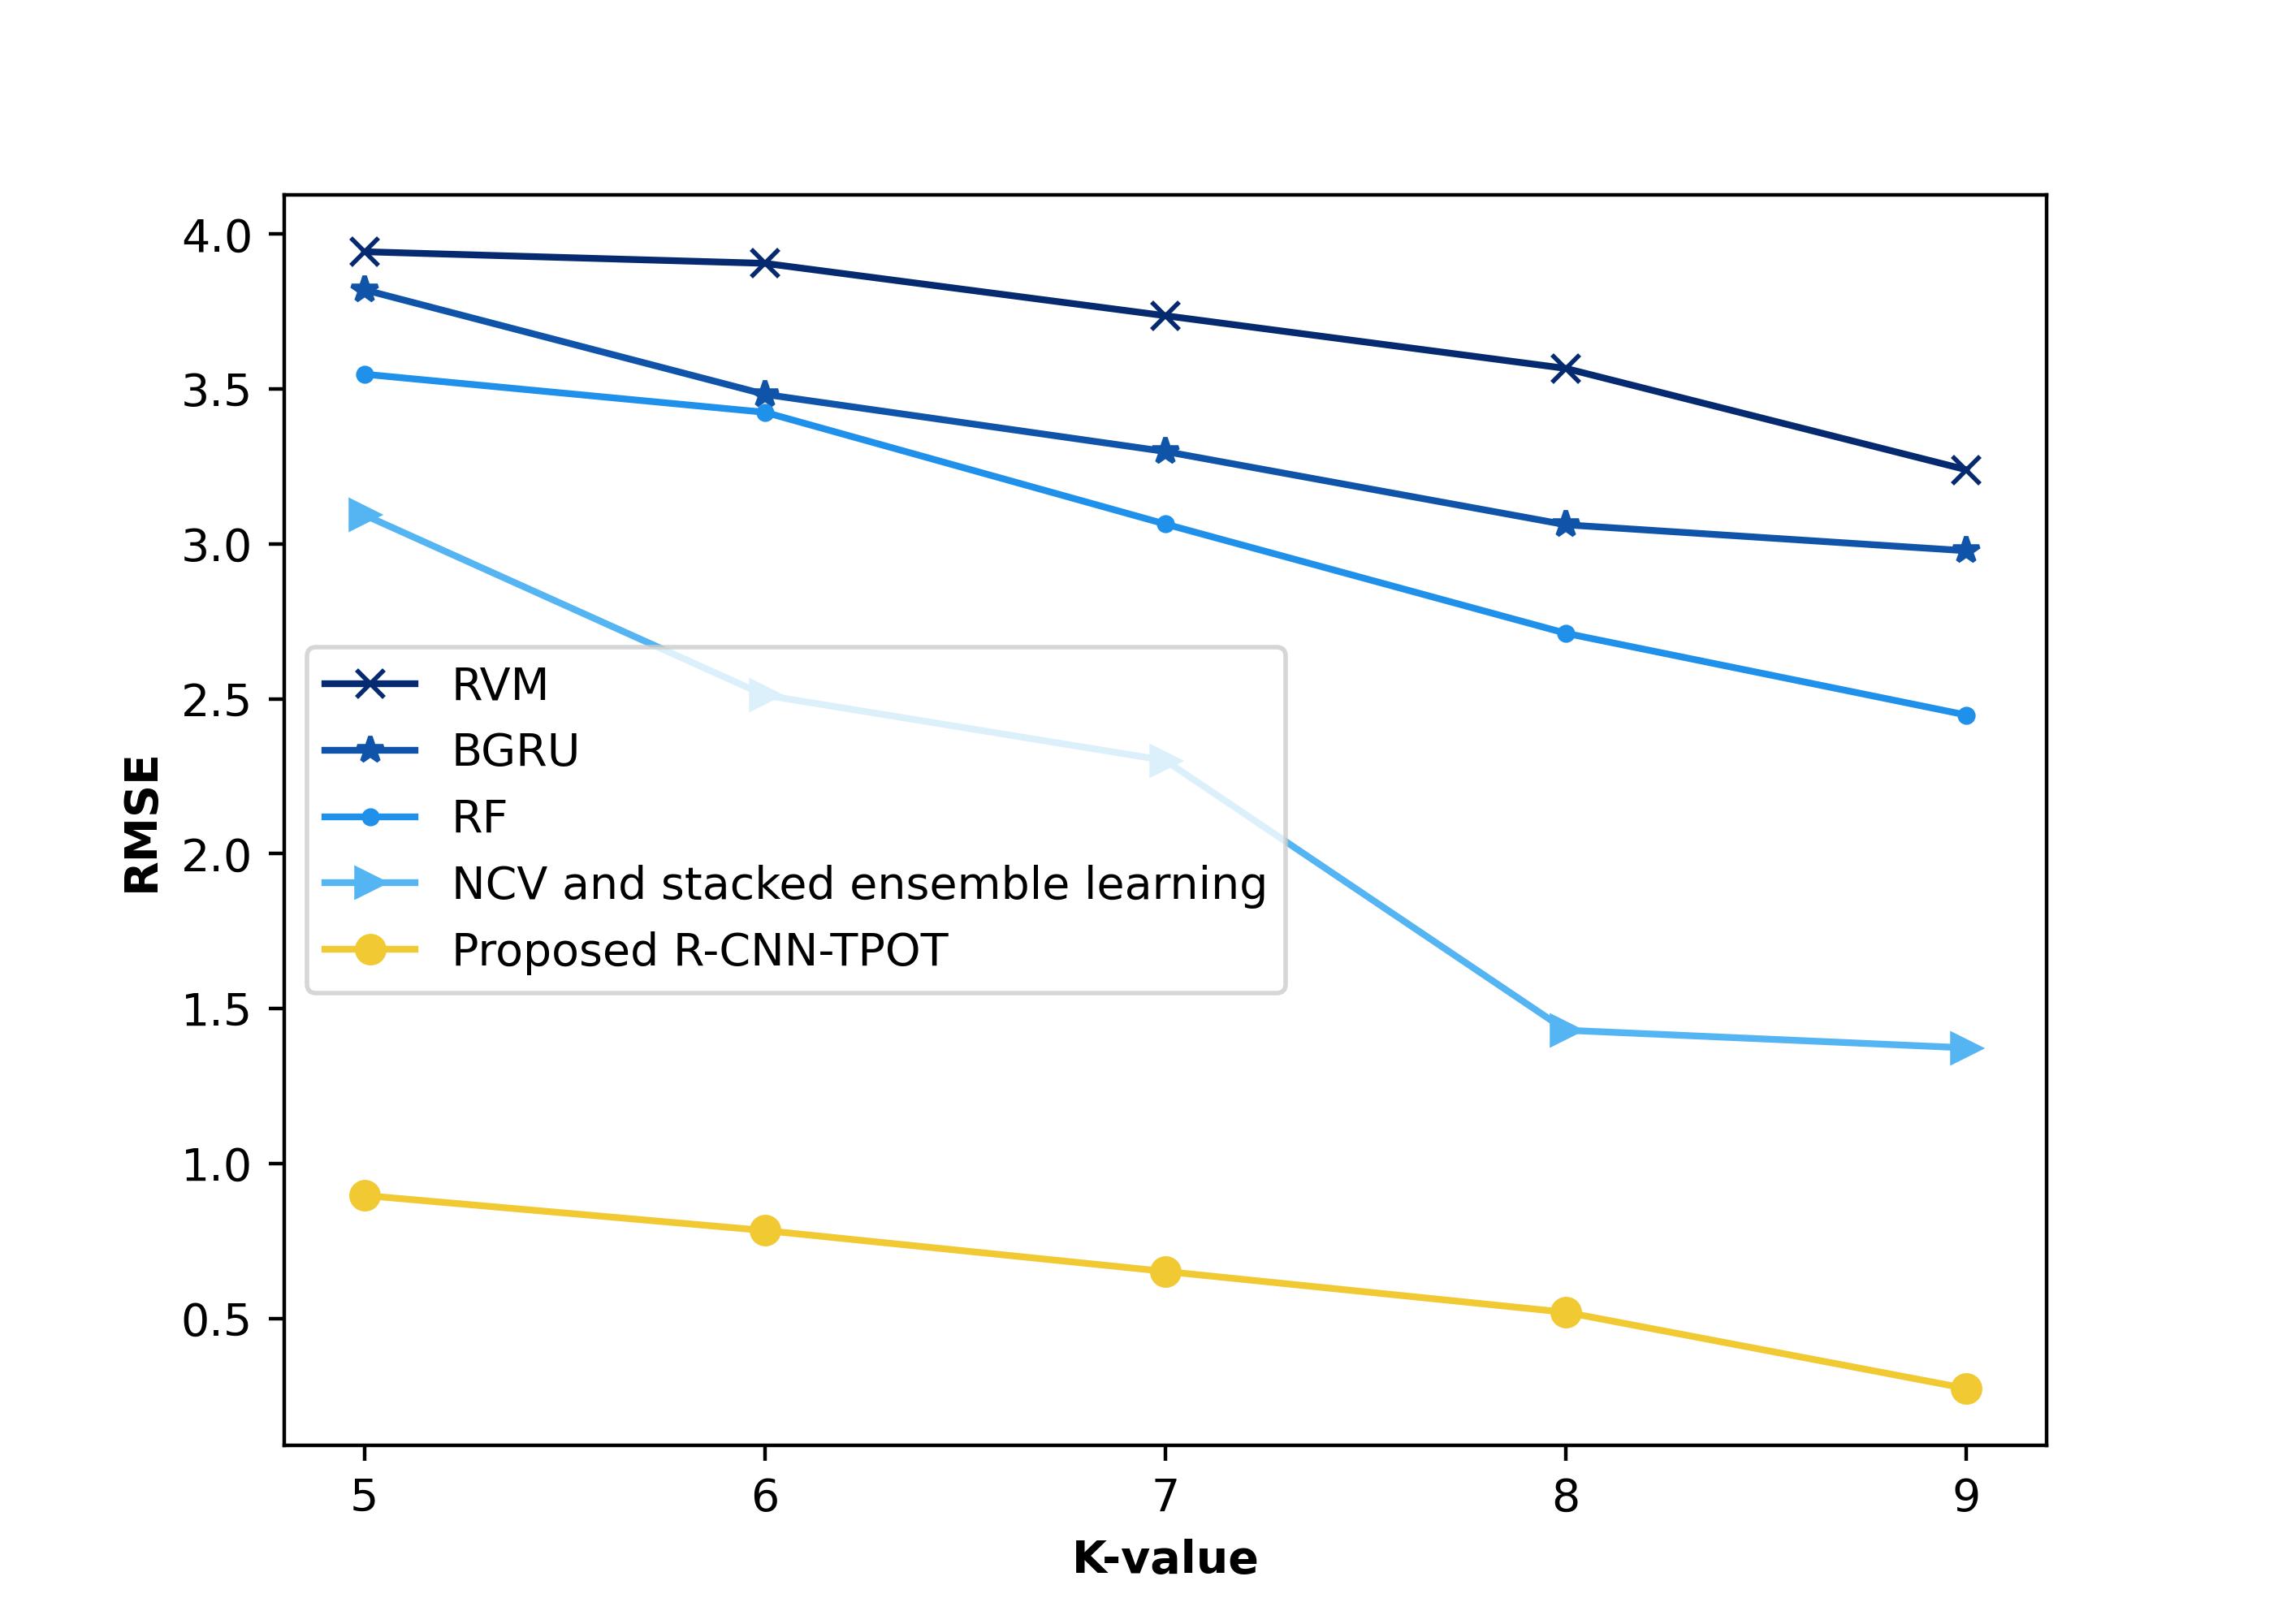 4.0
3.5
3.0
2.5
2.0
1.5
1.0
0.5
RMSE
RVM
BGRU
RF
NCV and stacked ensemble learning
Proposed R-CNN-TPOT
5 6 7 8 9
K-value